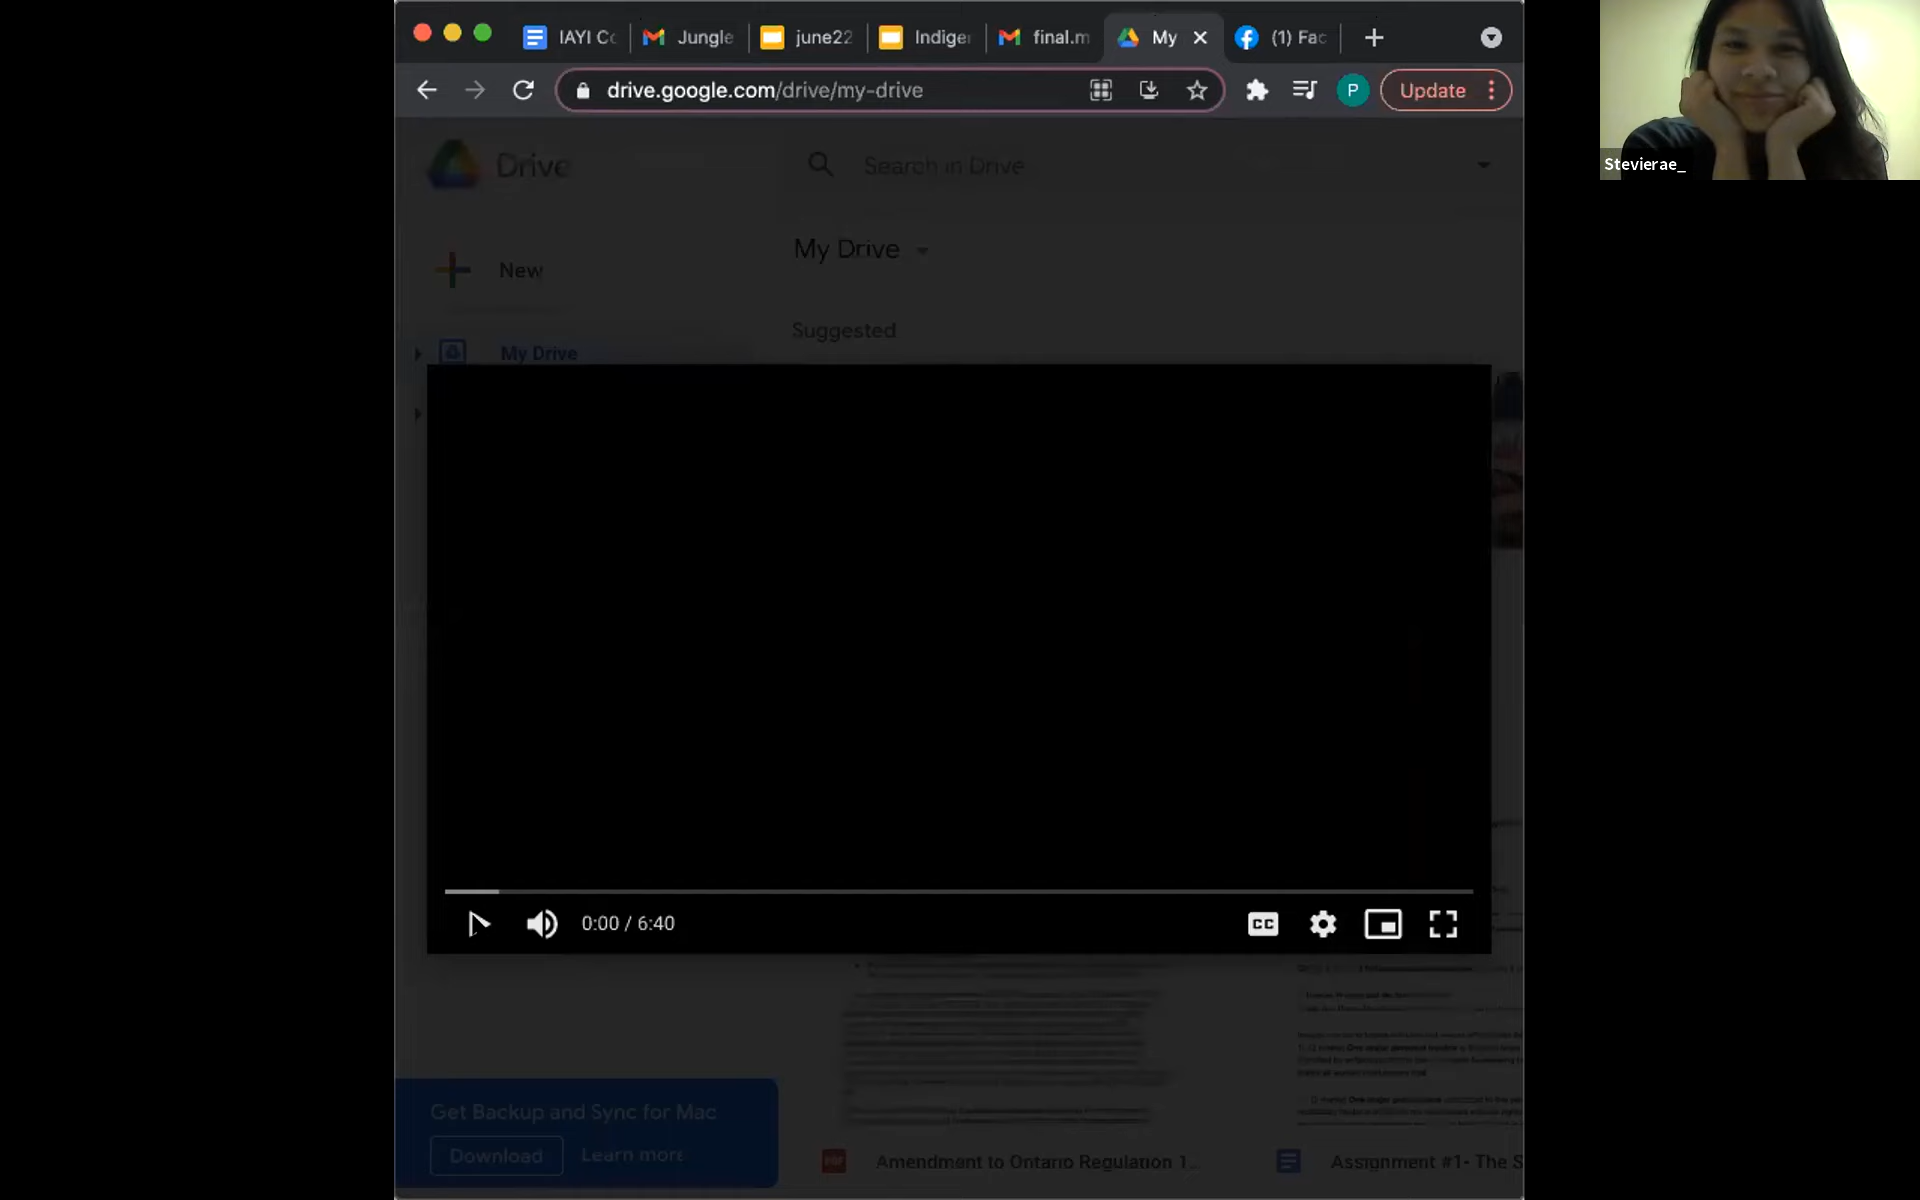 IAYI Co
Jungle
june22
Indige
final.m
My
(1) Fac
drive.google.com/drive/my-drive
P
Update
Stevierae_
Drive
Search in Drive
My Drive
New
Suggested
My Drive
0:00 / 6:40
CC
Get Backup and Sync for Mac
Download
Learn more
PDF
Amendment to Ontario Regulation 1...
Assignment #1- The S